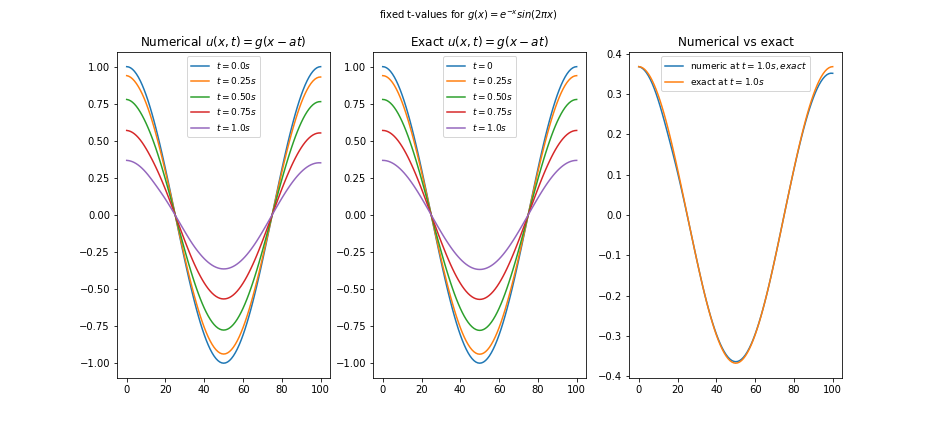 fixed t-values for g(x) = e^{-x}sin(2πx)
Numerical u(x, t) = g(x − at)
1.00
0.75
0.50
0.25
0.00
−0.25
−0.50
−0.75
−1.00
0 20 40 60 80 100
t = 0.0s
t = 0.25s
t = 0.50s
t = 0.75s
t = 1.0s
Exact u(x, t) = g(x − at)
1.00
0.75
0.50
0.25
0.00
−0.25
−0.50
−0.75
−1.00
0 20 40 60 80 100
t = 0
t = 0.25s
t = 0.50s
t = 0.75s
t = 1.0s
Numerical vs exact
0.4
0.3
0.2
0.1
0.0
−0.1
−0.2
−0.3
−0.4
0 20 40 60 80 100
numeric at t = 1.0s, exact
exact at t = 1.0s